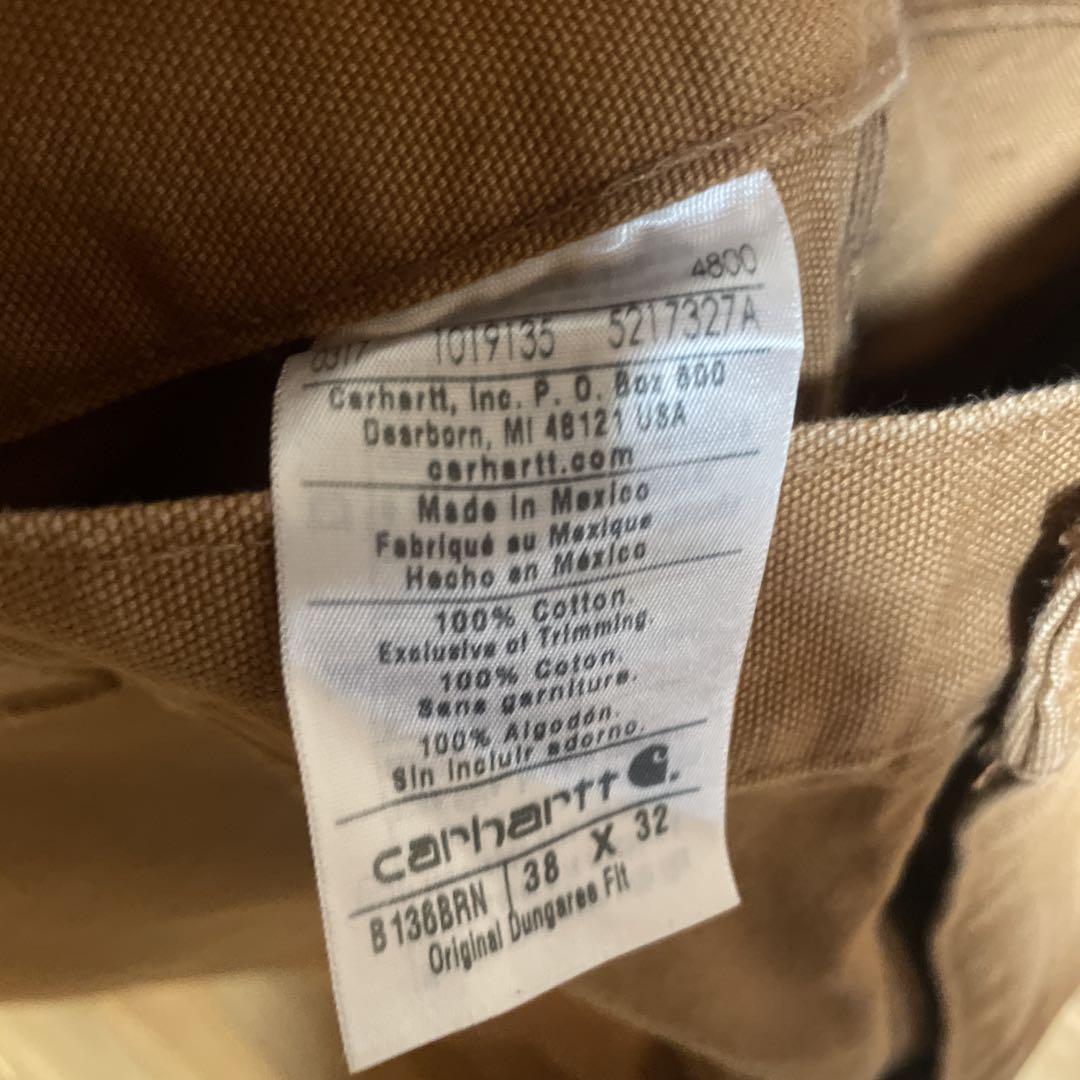 4800
0317 1019135 5217327A
Carhartt, Inc. P. O. Box 600
Dearborn, MI 48121 USA
carhartt.com
Made in Mexico
Fabriqué au Mexique
Hecho en México
100% Cotton.
Exclusive of Trimming.
100% Coton.
Sans garniture.
100% Algodón.
Sin incluir adorno.
carhartt
B136BRN 38 X 32
Original Dungaree Fit